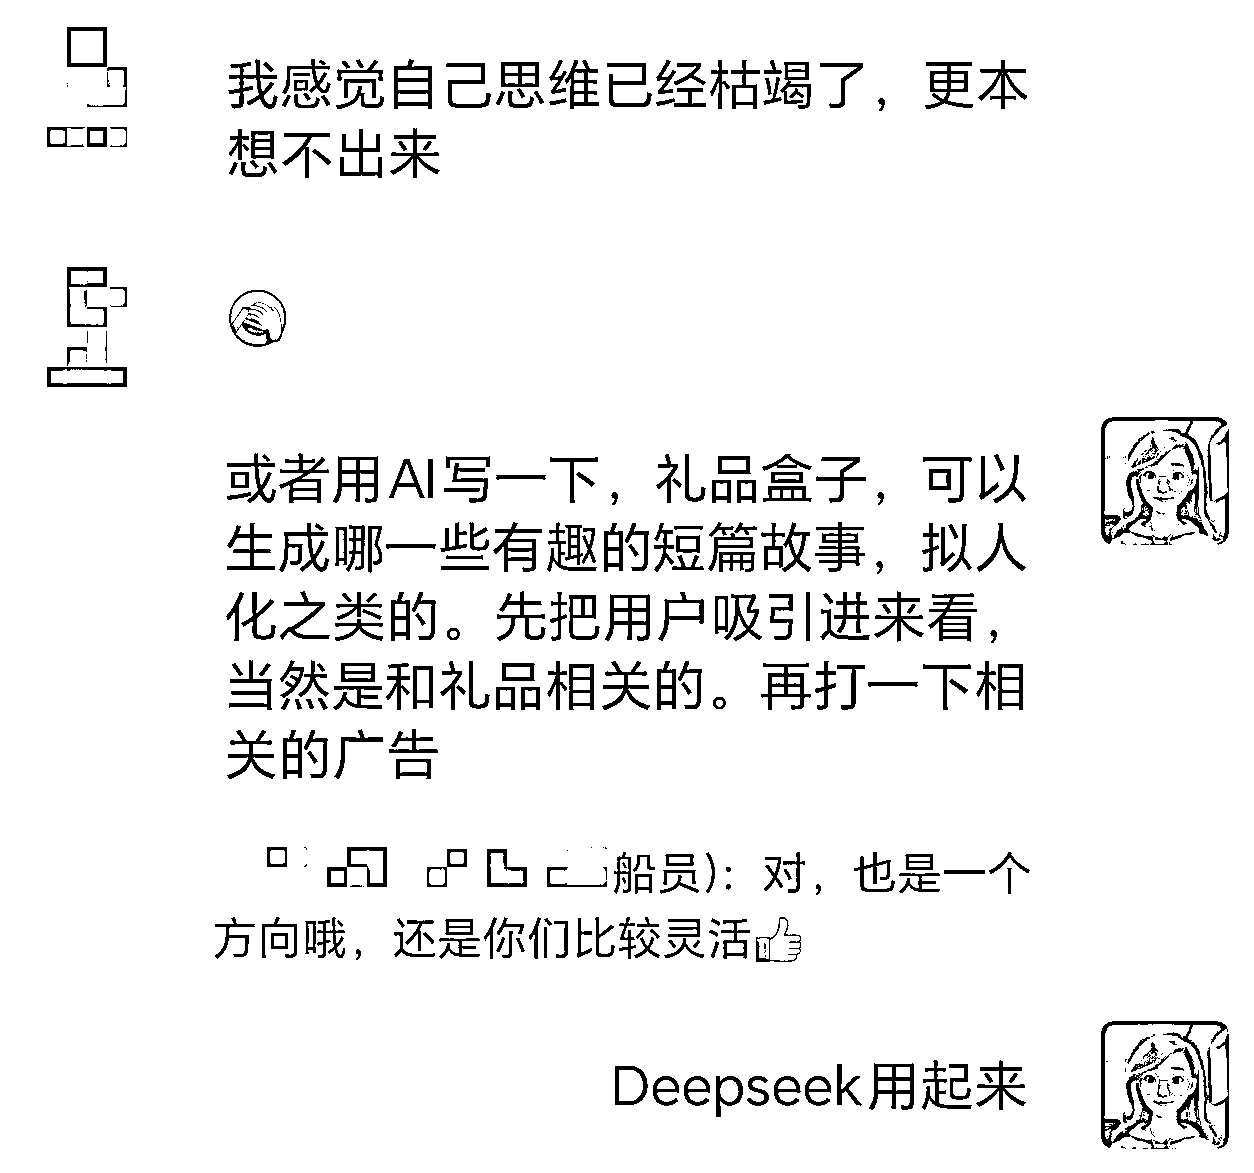 我感觉自己思维已经枯竭了，更本
想不出来
或者用AI写一下，礼品盒子，可以
生成哪一些有趣的短篇故事，拟人
化之类的。先把用户吸引进来看，
当然是和礼品相关的。再打一下相
关的广告
船员)：对，也是一个
方向哦，还是你们比较灵活👍
Deepseek用起来